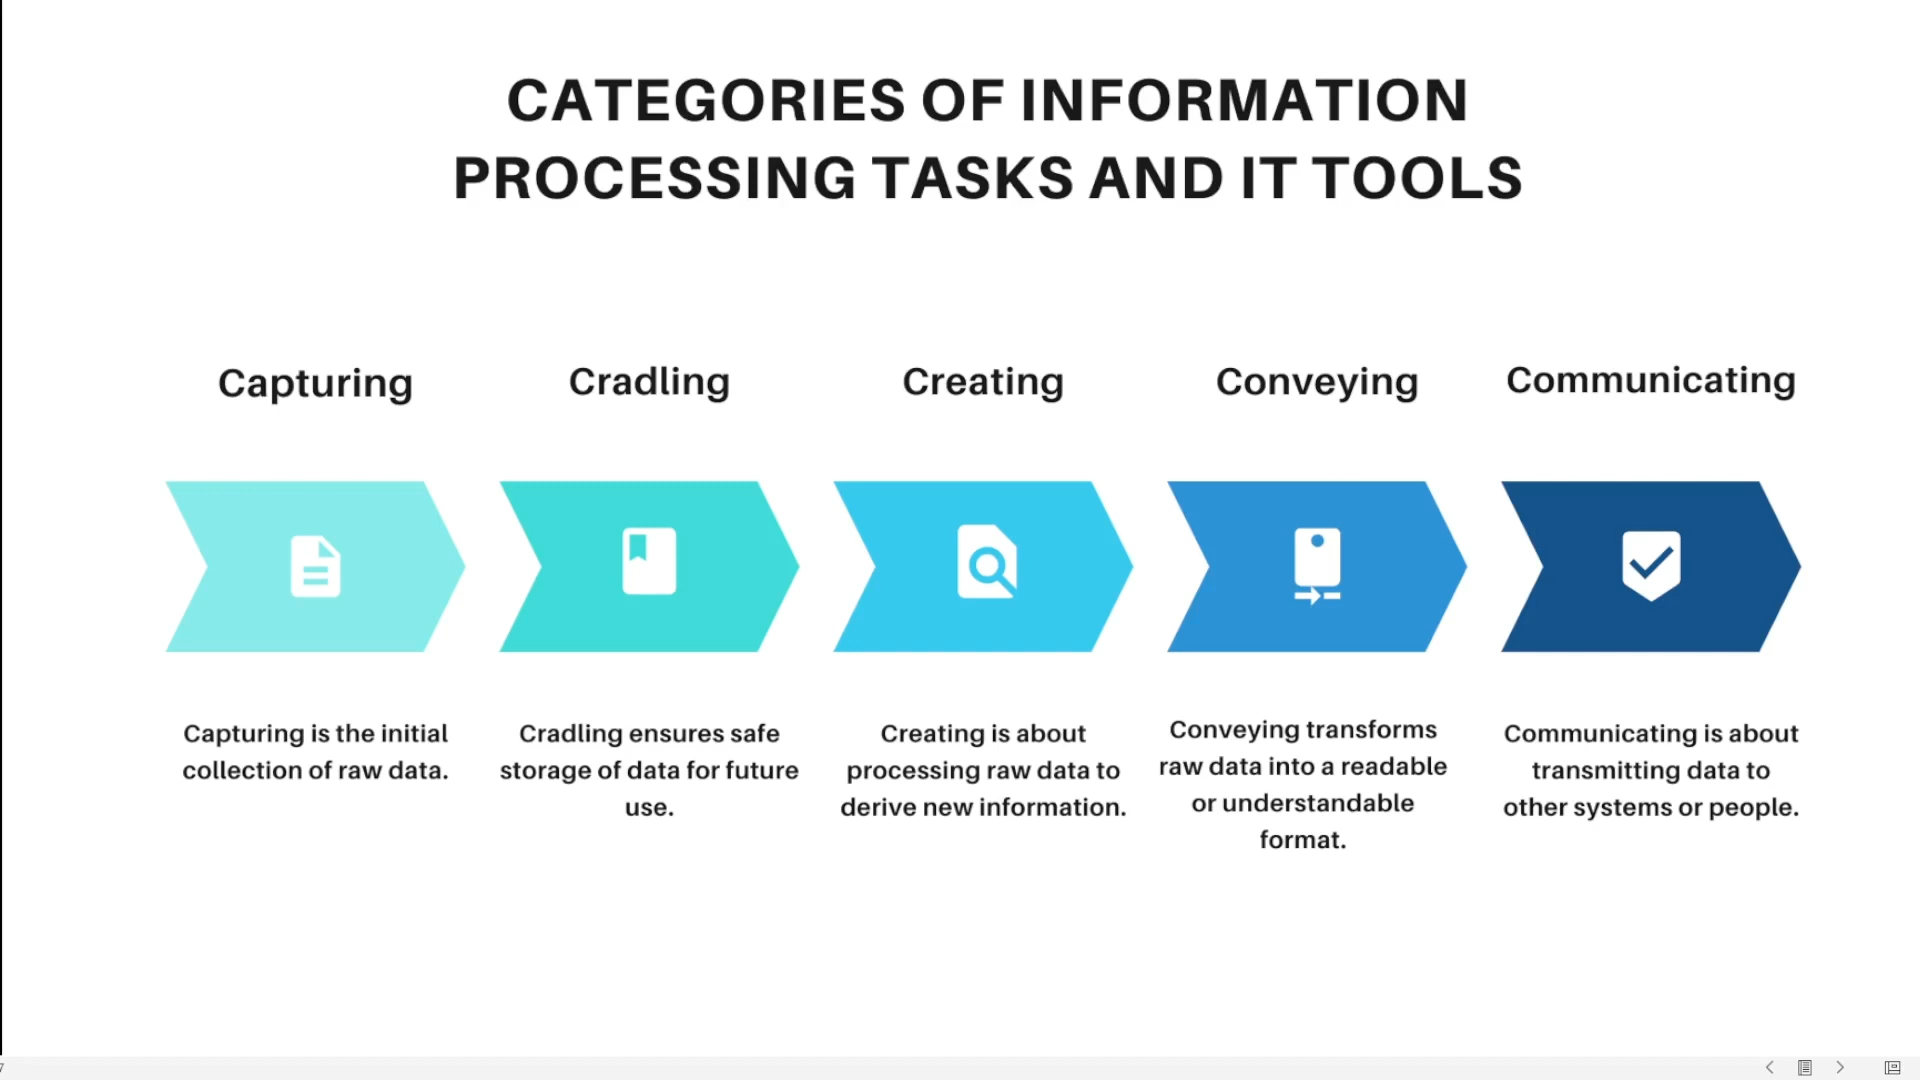 CATEGORIES OF INFORMATION
PROCESSING TASKS AND IT TOOLS
Capturing
Cradling
Creating
Conveying
Communicating
Capturing is the initial
collection of raw data.
Cradling ensures safe
storage of data for future
use.
Creating is about
processing raw data to
derive new information.
Conveying transforms
raw data into a readable
or understandable
format.
Communicating is about
transmitting data to
other systems or people.